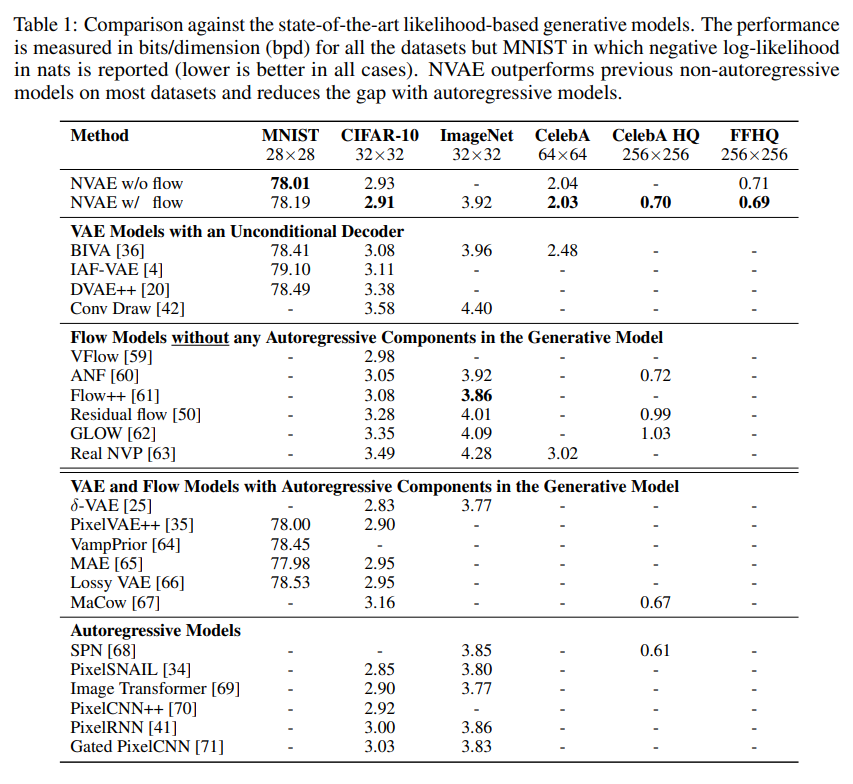 Table 1: Comparison against the state-of-the-art likelihood-based generative models. The performance
is measured in bits/dimension (bpd) for all the datasets but MNIST in which negative log-likelihood
in nats is reported (lower is better in all cases). NVAE outperforms previous non-autoregressive
models on most datasets and reduces the gap with autoregressive models.
Method MNIST CIFAR-10 ImageNet CelebA CelebA HQ FFHQ
28×28 32×32 32×32 64×64 256×256 256×256
NVAE w/o flow 78.01 2.93 - 2.04 - 0.71
NVAE w/ flow 78.19 2.91 3.92 2.03 0.70 0.69
VAE Models with an Unconditional Decoder
BIVA [36] 78.41 3.08 3.96 2.48 - -
IAF-VAE [4] 79.10 3.11 - - - -
DVAE++ [20] 78.49 3.38 - - - -
Conv Draw [42] - 3.58 4.40 - - -
Flow Models without any Autoregressive Components in the Generative Model
VFlow [59] - 2.98 - - - -
ANF [60] - 3.05 3.92 - 0.72 -
Flow++ [61] - 3.08 3.86 - - -
Residual flow [50] - 3.28 4.01 - 0.99 -
GLOW [62] - 3.35 4.09 - 1.03 -
Real NVP [63] - 3.49 4.28 3.02 - -
VAE and Flow Models with Autoregressive Components in the Generative Model
δ-VAE [25] - 2.83 3.77 - - -
PixelVAE++ [35] 78.00 2.90 - - - -
VampPrior [64] 78.45 - - - - -
MAE [65] 77.98 2.95 - - - -
Lossy VAE [66] 78.53 2.95 - - - -
MaCow [67] - 3.16 - - 0.67 -
Autoregressive Models
SPN [68] - - 3.85 - 0.61 -
PixelSNAIL [34] - 2.85 3.80 - - -
Image Transformer [69] - 2.90 3.77 - - -
PixelCNN++ [70] - 2.92 - - - -
PixelRNN [41] - 3.00 3.86 - - -
Gated PixelCNN [71] - 3.03 3.83 - - -